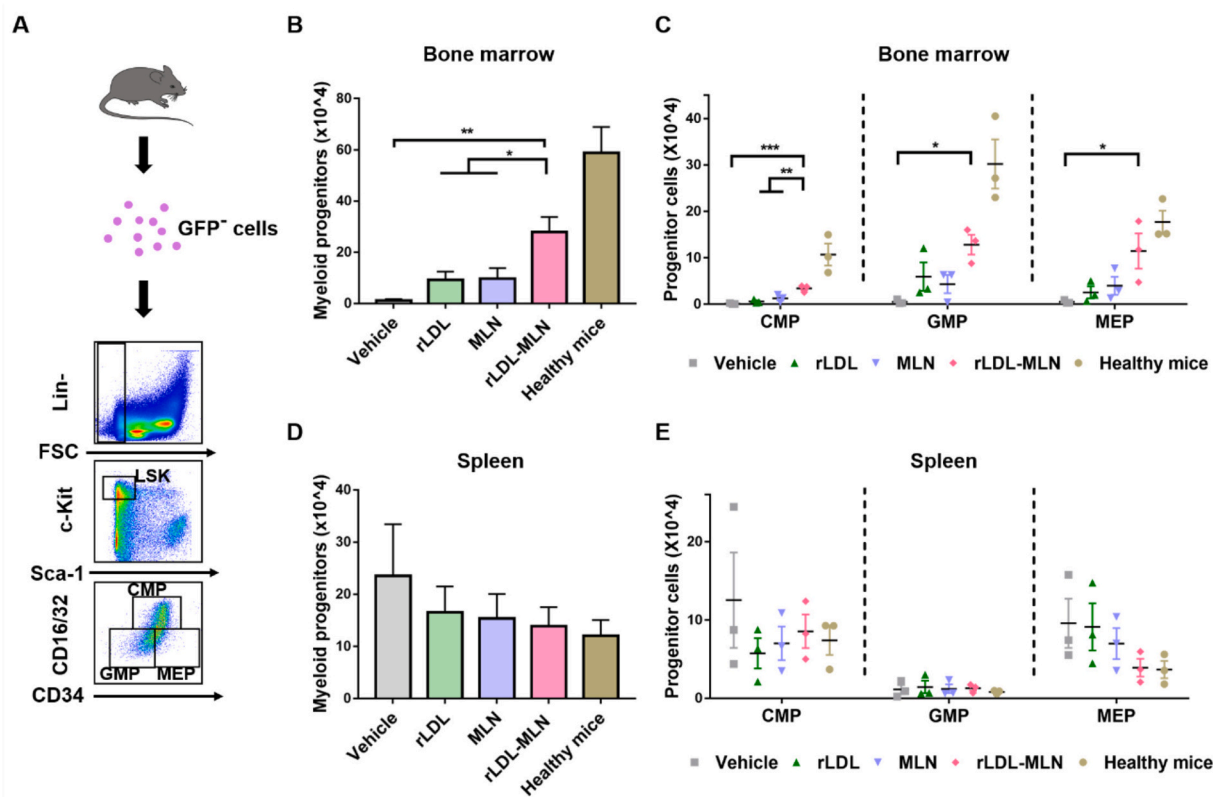 A
GFP⁻ cells
Lin-
FSC
LSK
c-Kit
Sca-1
CMP
CD16/32
GMP MEP
CD34
B
Bone marrow
Myeloid progenitors (x10^4)
80
60
40
20
0
**
*
Vehicle
rLDL
MLN
rLDL-MLN
Healthy mice
C
Bone marrow
Progenitor cells (X10^4)
40
30
20
10
0
***
**
*
*
CMP GMP MEP
Vehicle rLDL MLN rLDL-MLN Healthy mice
D
Spleen
Myeloid progenitors (x10^4)
40
30
20
10
0
Vehicle
rLDL
MLN
rLDL-MLN
Healthy mice
E
Spleen
Progenitor cells (X10^4)
20
10
0
CMP GMP MEP
Vehicle rLDL MLN rLDL-MLN Healthy mice